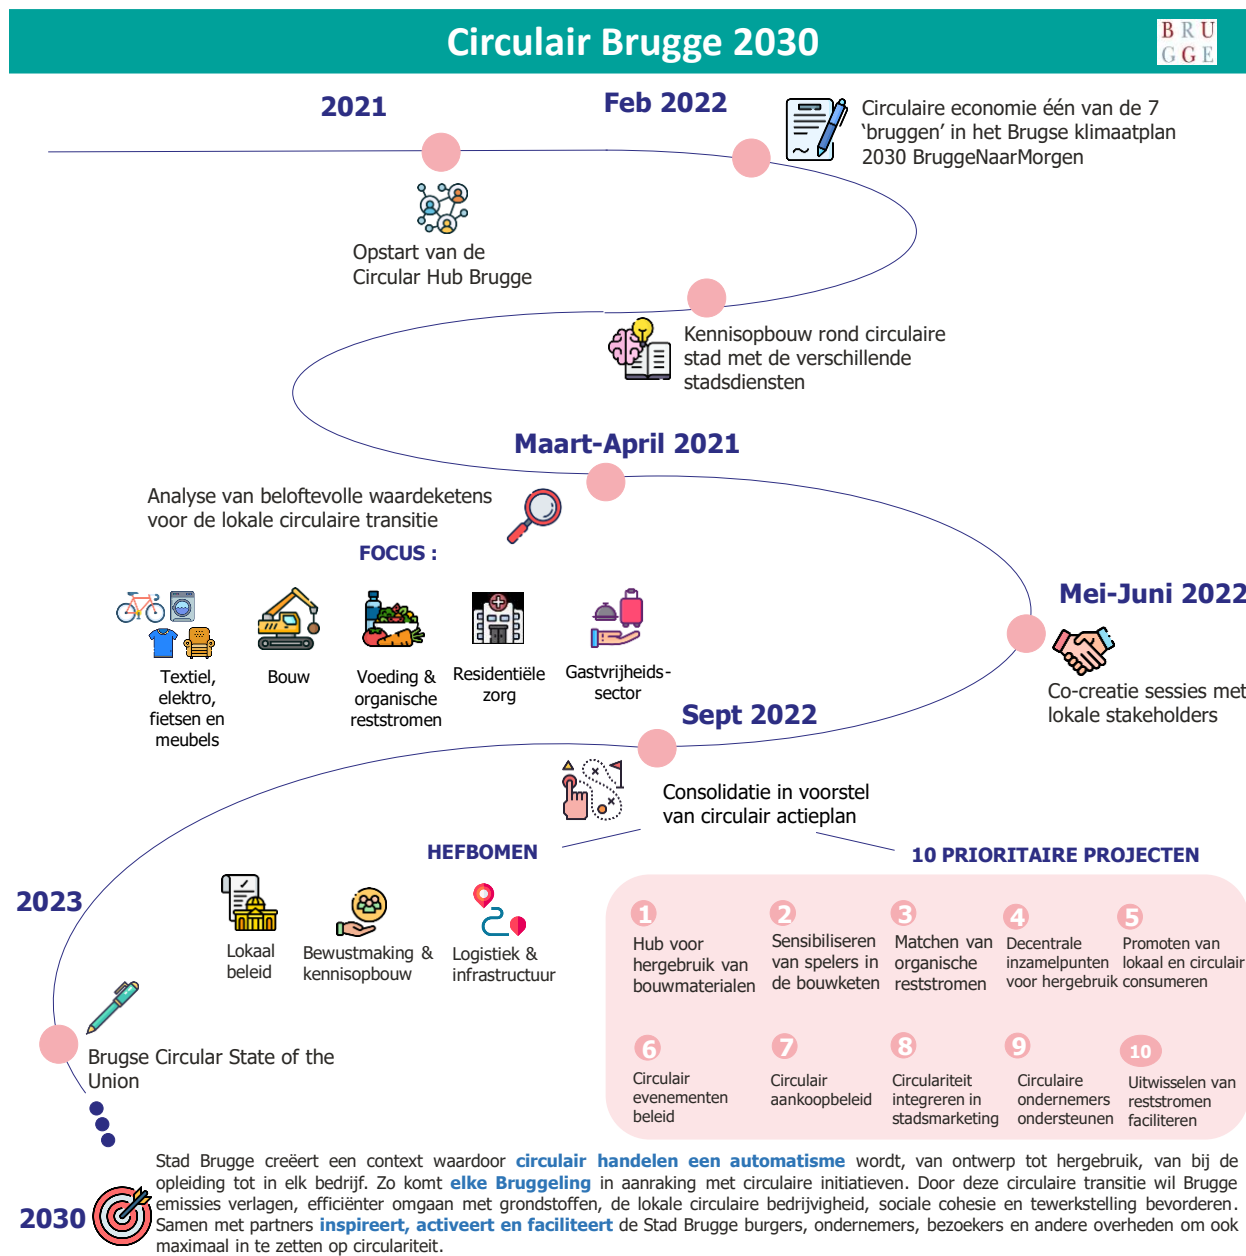 Circulair Brugge 2030
B R U
G G E
2021
Feb 2022
Circulaire economie één van de 7
‘bruggen’ in het Brugse klimaatplan
2030 BruggeNaarMorgen
Opstart van de
Circular Hub Brugge
Kennisopbouw rond circulaire
stad met de verschillende
stadsdiensten
Maart-April 2021
Analyse van beloftevolle waardeketens
voor de lokale circulaire transitie
FOCUS :
Textiel,
elektro,
fietsen en
meubels
Bouw
Voeding &
organische
reststromen
Residentiële
zorg
Gastvrijheids-
sector
Mei-Juni 2022
Co-creatie sessies met
lokale stakeholders
Sept 2022
Consolidatie in voorstel
van circulair actieplan
HEFBOMEN
Lokaal
beleid
Bewustmaking &
kennisopbouw
Logistiek &
infrastructuur
10 PRIORITAIRE PROJECTEN
1
Hub voor
hergebruik van
bouwmaterialen
2
Sensibiliseren
van spelers in
de bouwketen
3
Matchen van
organische
reststromen
4
Decentrale
inzamelpunten
voor hergebruik
5
Promoten van
lokaal en circulair
consumeren
6
Circulair
evenementen
beleid
7
Circulair
aankoopbeleid
8
Circulariteit
integreren in
stadsmarketing
9
Circulaire
ondernemers
ondersteunen
10
Uitwisselen van
reststromen
faciliteren
2023
Brugse Circular State of the
Union
2030
Stad Brugge creëert een context waardoor circulair handelen een automatisme wordt, van ontwerp tot hergebruik, van bij de
opleiding tot in elk bedrijf. Zo komt elke Bruggeling in aanraking met circulaire initiatieven. Door deze circulaire transitie wil Brugge
emissies verlagen, efficiënter omgaan met grondstoffen, de lokale circulaire bedrijvigheid, sociale cohesie en tewerkstelling bevorderen.
Samen met partners inspireert, activeert en faciliteert de Stad Brugge burgers, ondernemers, bezoekers en andere overheden om ook
maximaal in te zetten op circulariteit.